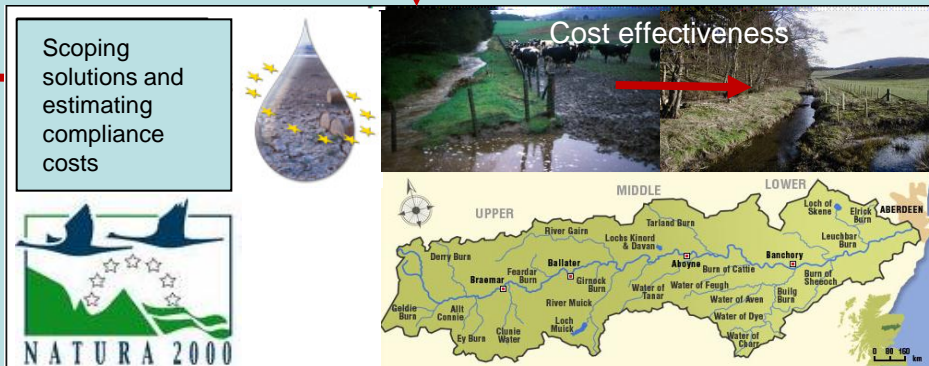 Scoping
solutions and
estimating
compliance
costs
Cost effectiveness
NATURA 2000
UPPER
MIDDLE
LOWER
ABERDEEN
Loch of
Skene
Elrick
Burn
Leuchbar
Burn
Tarland Burn
River Gairn
Lochs Kinord
& Davan
Derry Burn
Braemar
Feardar
Burn
Ballater
Girnock
Burn
Aboyne
Burn of Cattie
Banchory
Burn of
Sheeoch
Geldie
Burn
Allt
Connie
Ey Burn
Clunie
Water
River Muick
Loch
Muick
Water of
Tanar
Water of Feugh
Water of Aven
Water of Dye
Water of
Charr
Builg
Burn
0 80 160
km